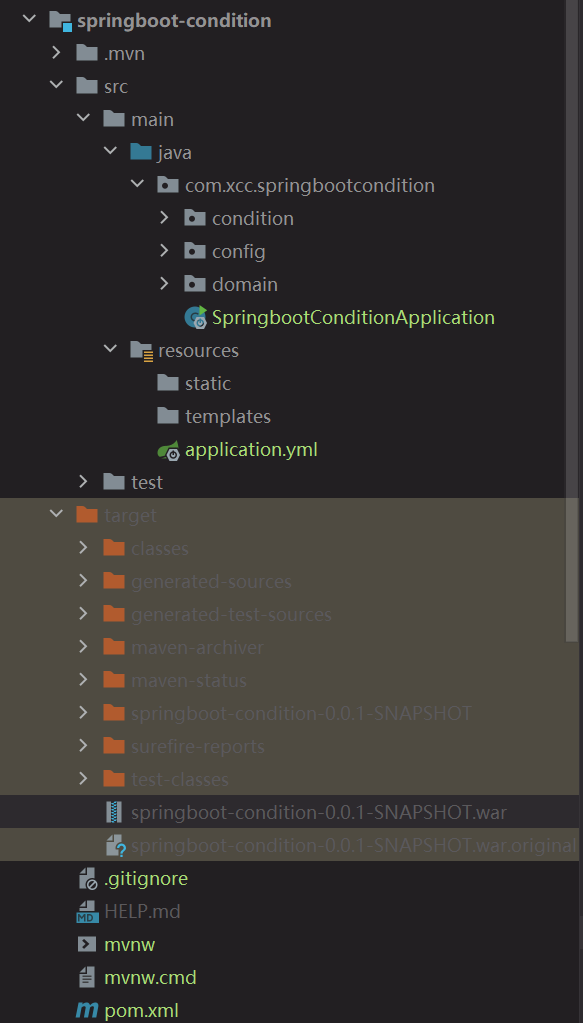 springboot-condition
.mvn
src
main
java
com.xcc.springbootcondition
condition
config
domain
SpringbootConditionApplication
resources
static
templates
application.yml
test
target
classes
generated-sources
generated-test-sources
maven-archiver
maven-status
springboot-condition-0.0.1-SNAPSHOT
surefire-reports
test-classes
springboot-condition-0.0.1-SNAPSHOT.war
springboot-condition-0.0.1-SNAPSHOT.war.original
.gitignore
MD HELP.md
mvnw
mvnw.cmd
m pom.xml